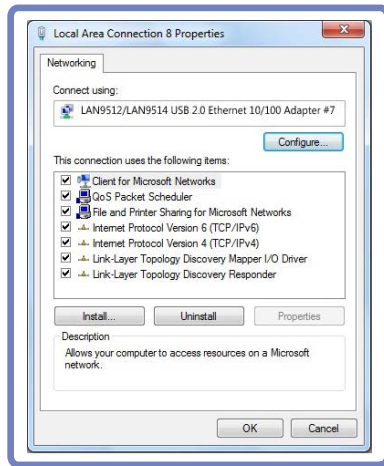 Local Area Connection 8 Properties
Networking
Connect using:
LAN9512/LAN9514 USB 2.0 Ethernet 10/100 Adapter #7
Configure...
This connection uses the following items:
Client for Microsoft Networks
QoS Packet Scheduler
File and Printer Sharing for Microsoft Networks
Internet Protocol Version 6 (TCP/IPv6)
Internet Protocol Version 4 (TCP/IPv4)
Link-Layer Topology Discovery Mapper I/O Driver
Link-Layer Topology Discovery Responder
Install... Uninstall Properties
Description
Allows your computer to access resources on a Microsoft
network.
OK Cancel